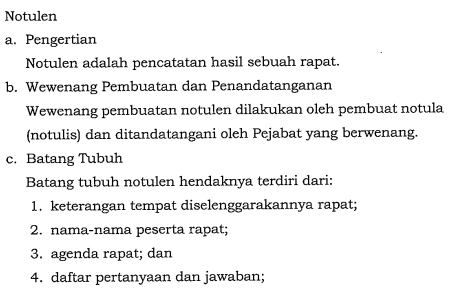 Notulen
a. Pengertian
Notulen adalah pencatatan hasil sebuah rapat.
b. Wewenang Pembuatan dan Penandatanganan
Wewenang pembuatan notulen dilakukan oleh pembuat notula
(notulis) dan ditandatangani oleh Pejabat yang berwenang.
c. Batang Tubuh
Batang tubuh notulen hendaknya terdiri dari:
1. keterangan tempat diselenggarakannya rapat;
2. nama-nama peserta rapat;
3. agenda rapat; dan
4. daftar pertanyaan dan jawaban;